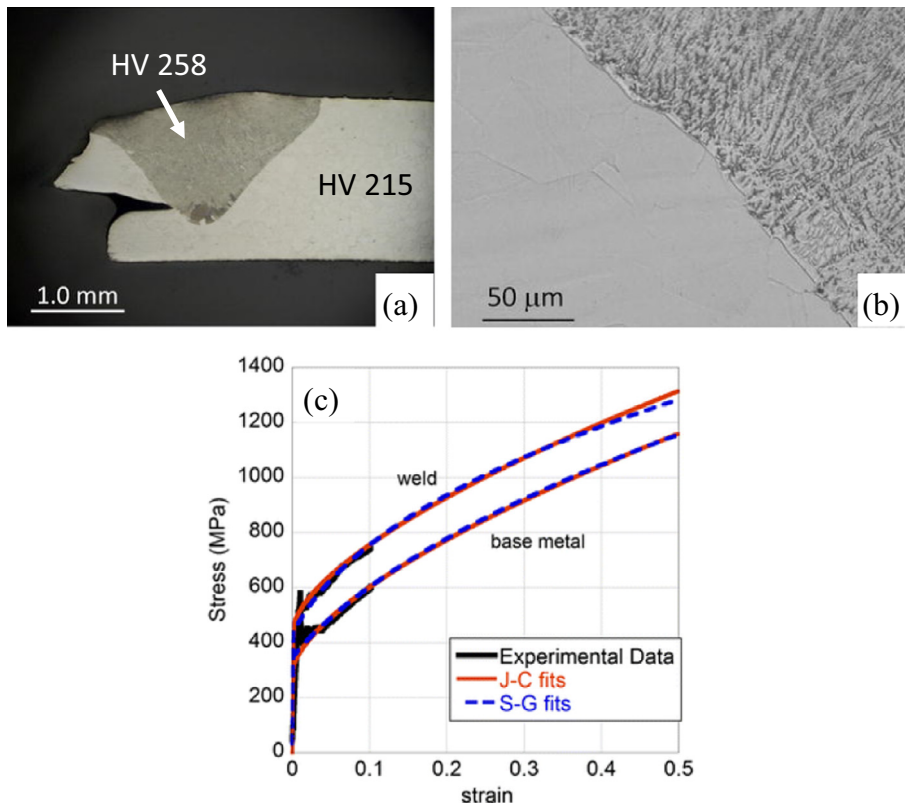 HV 258
HV 215
1.0 mm
(a)
50 μm
(b)
(c)
1400
1200
1000
800
600
400
200
0
Stress (MPa)
weld
base metal
Experimental Data
J-C fits
S-G fits
0
0.1
0.2
0.3
0.4
0.5
strain